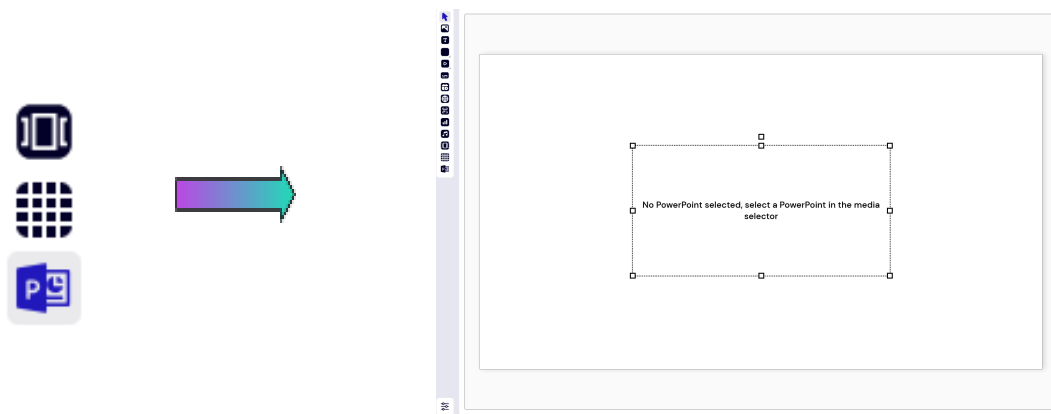 P
No PowerPoint selected, select a PowerPoint in the media
selector